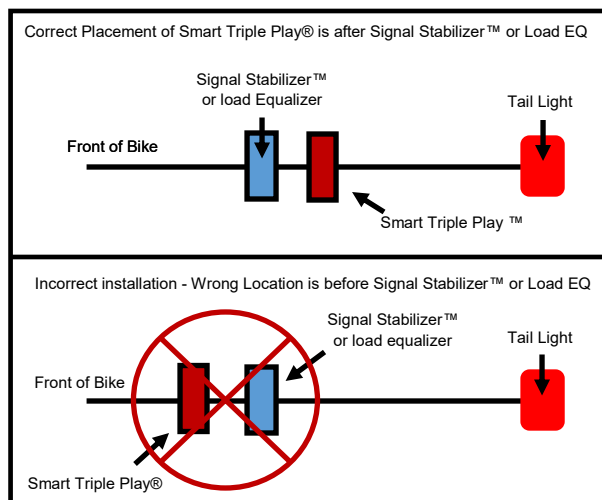 Correct Placement of Smart Triple Play® is after Signal Stabilizer™ or Load EQ
Signal Stabilizer™
or load Equalizer
Tail Light
Front of Bike
Smart Triple Play ™
Incorrect installation - Wrong Location is before Signal Stabilizer™ or Load EQ
Signal Stabilizer™
or load equalizer
Tail Light
Front of Bike
Smart Triple Play®